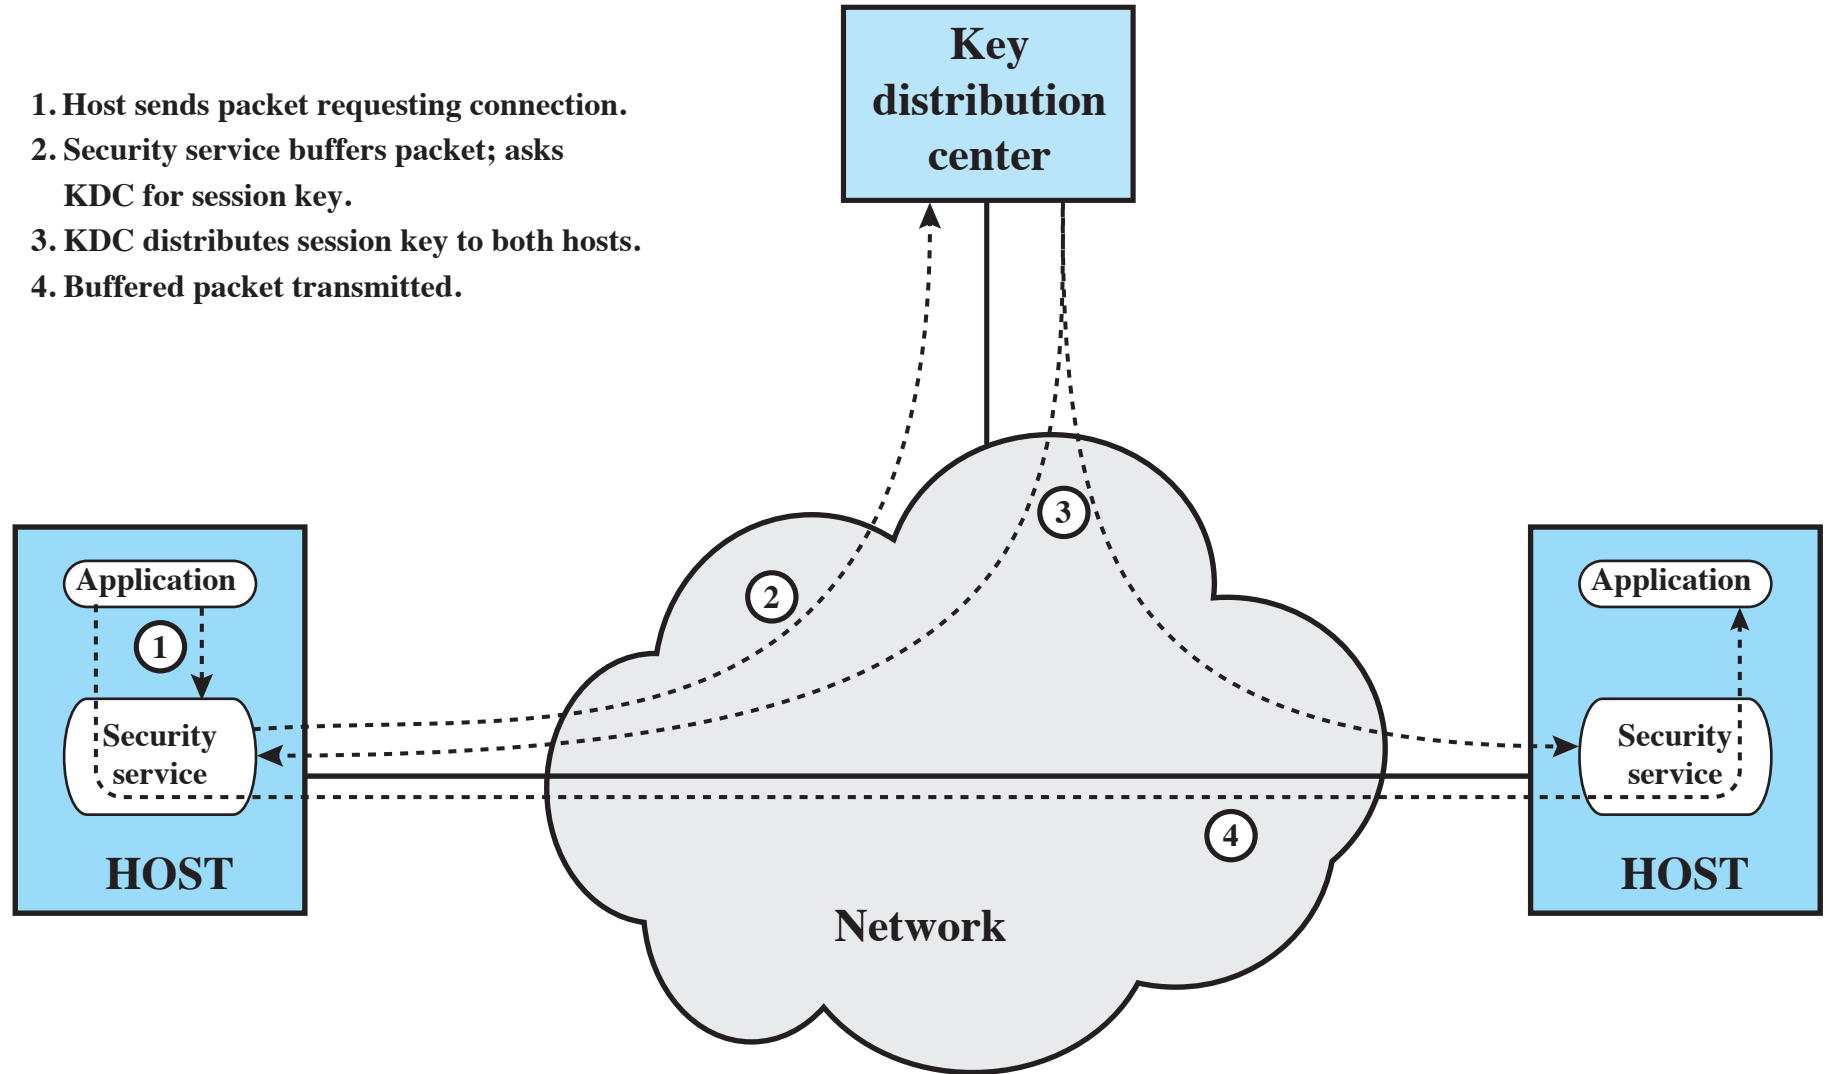 Key
distribution
center
1. Host sends packet requesting connection.
2. Security service buffers packet; asks
KDC for session key.
3. KDC distributes session key to both hosts.
4. Buffered packet transmitted.
3
2
Application
1
Security
service
HOST
Application
Security
service
HOST
4
Network